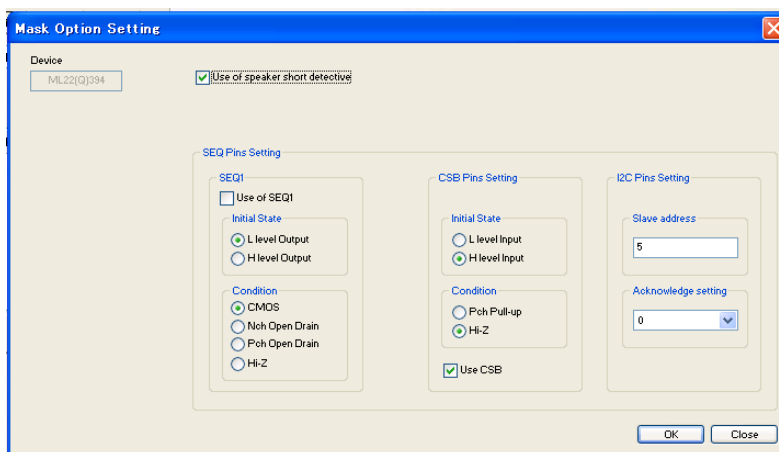 Mask Option Setting
Device
ML22(Q)394
Use of speaker short detective
SEQ Pins Setting
SEQ1
Use of SEQ1
Initial State
L level Output
H level Output
Condition
CMOS
Nch Open Drain
Pch Open Drain
Hi-Z
CSB Pins Setting
Initial State
L level Input
H level Input
Condition
Pch Pull-up
Hi-Z
Use CSB
I2C Pins Setting
Slave address
5
Acknowledge setting
0
OK
Close